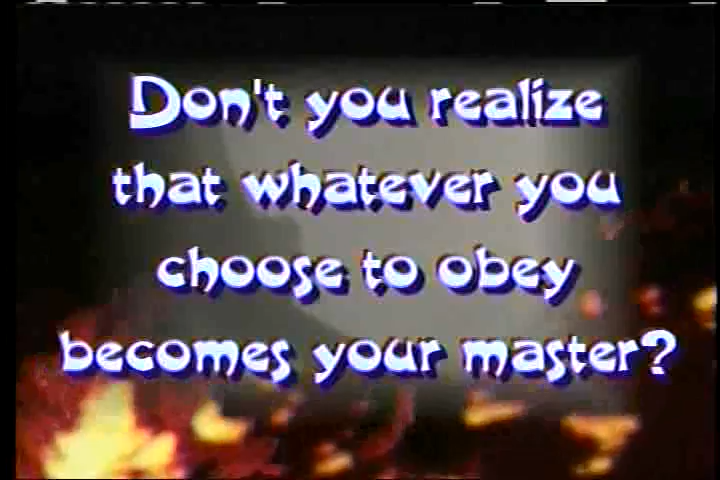 Don't you realize
that whatever you
choose to obey
becomes your master?